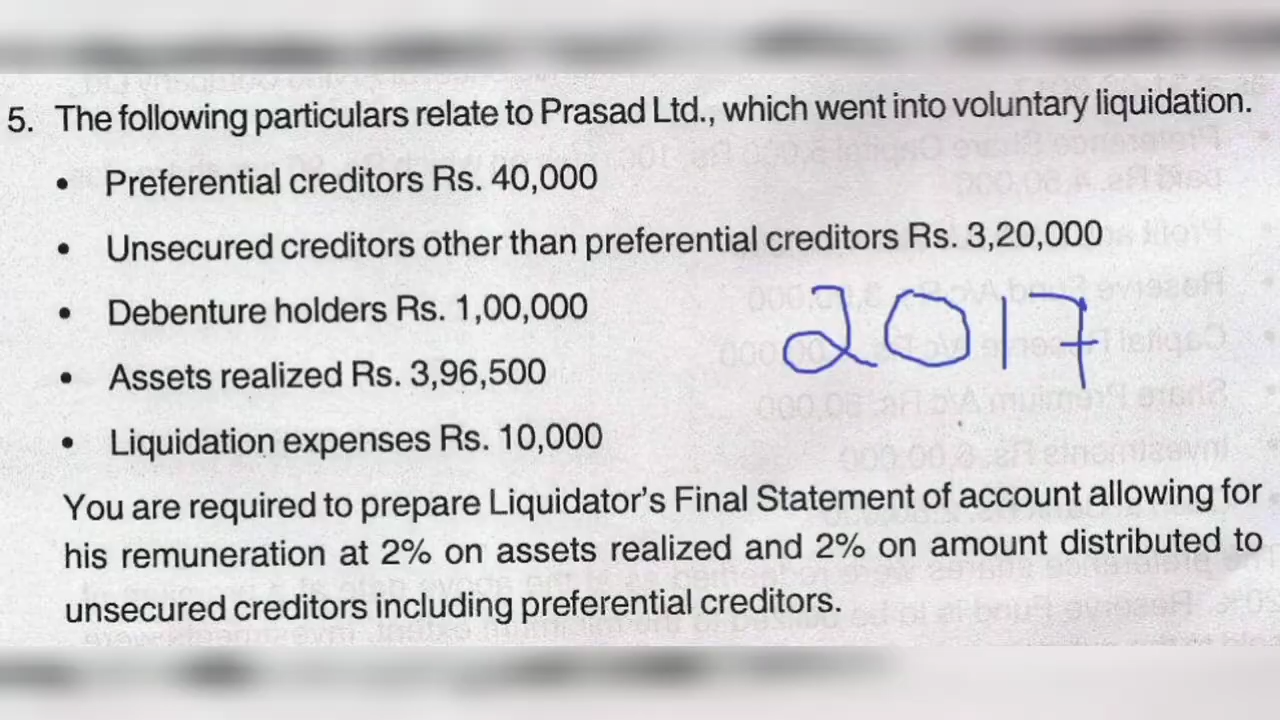 5. The following particulars relate to Prasad Ltd., which went into voluntary liquidation.
• Preferential creditors Rs. 40,000
• Unsecured creditors other than preferential creditors Rs. 3,20,000
• Debenture holders Rs. 1,00,000
2017
• Assets realized Rs. 3,96,500
• Liquidation expenses Rs. 10,000
You are required to prepare Liquidator's Final Statement of account allowing for
his remuneration at 2% on assets realized and 2% on amount distributed to
unsecured creditors including preferential creditors.